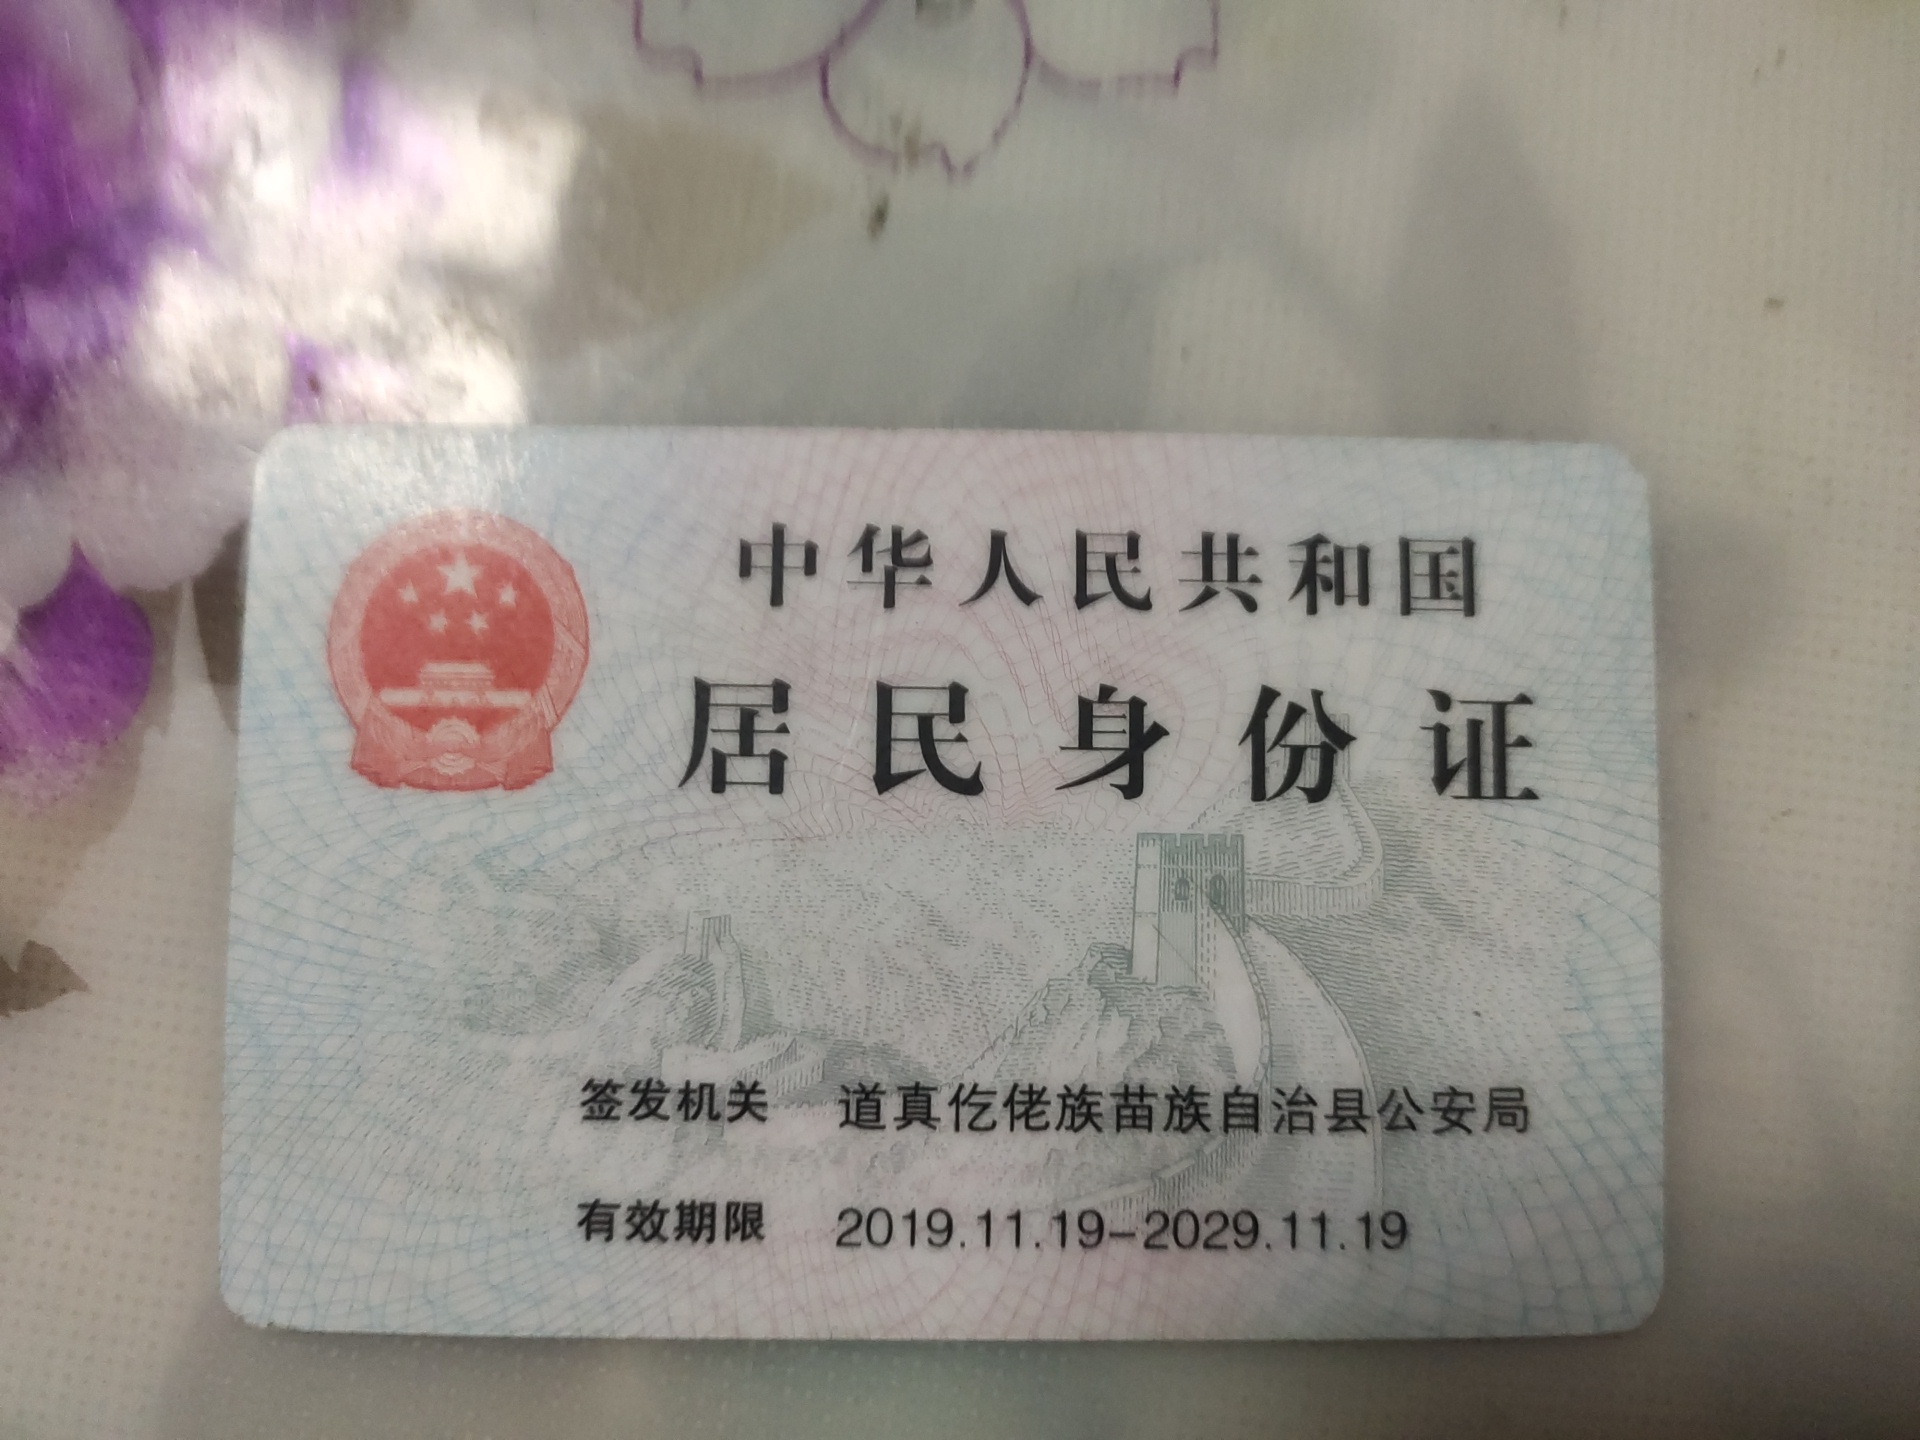 中华人民共和国
居民身份证
签发机关 道真仡佬族苗族自治县公安局
有效期限 2019.11.19-2029.11.19